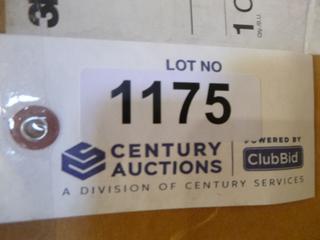 LOT NO
1175
CENTURY AUCTIONS
POWERED BY
ClubBid
A DIVISION OF CENTURY SERVICES